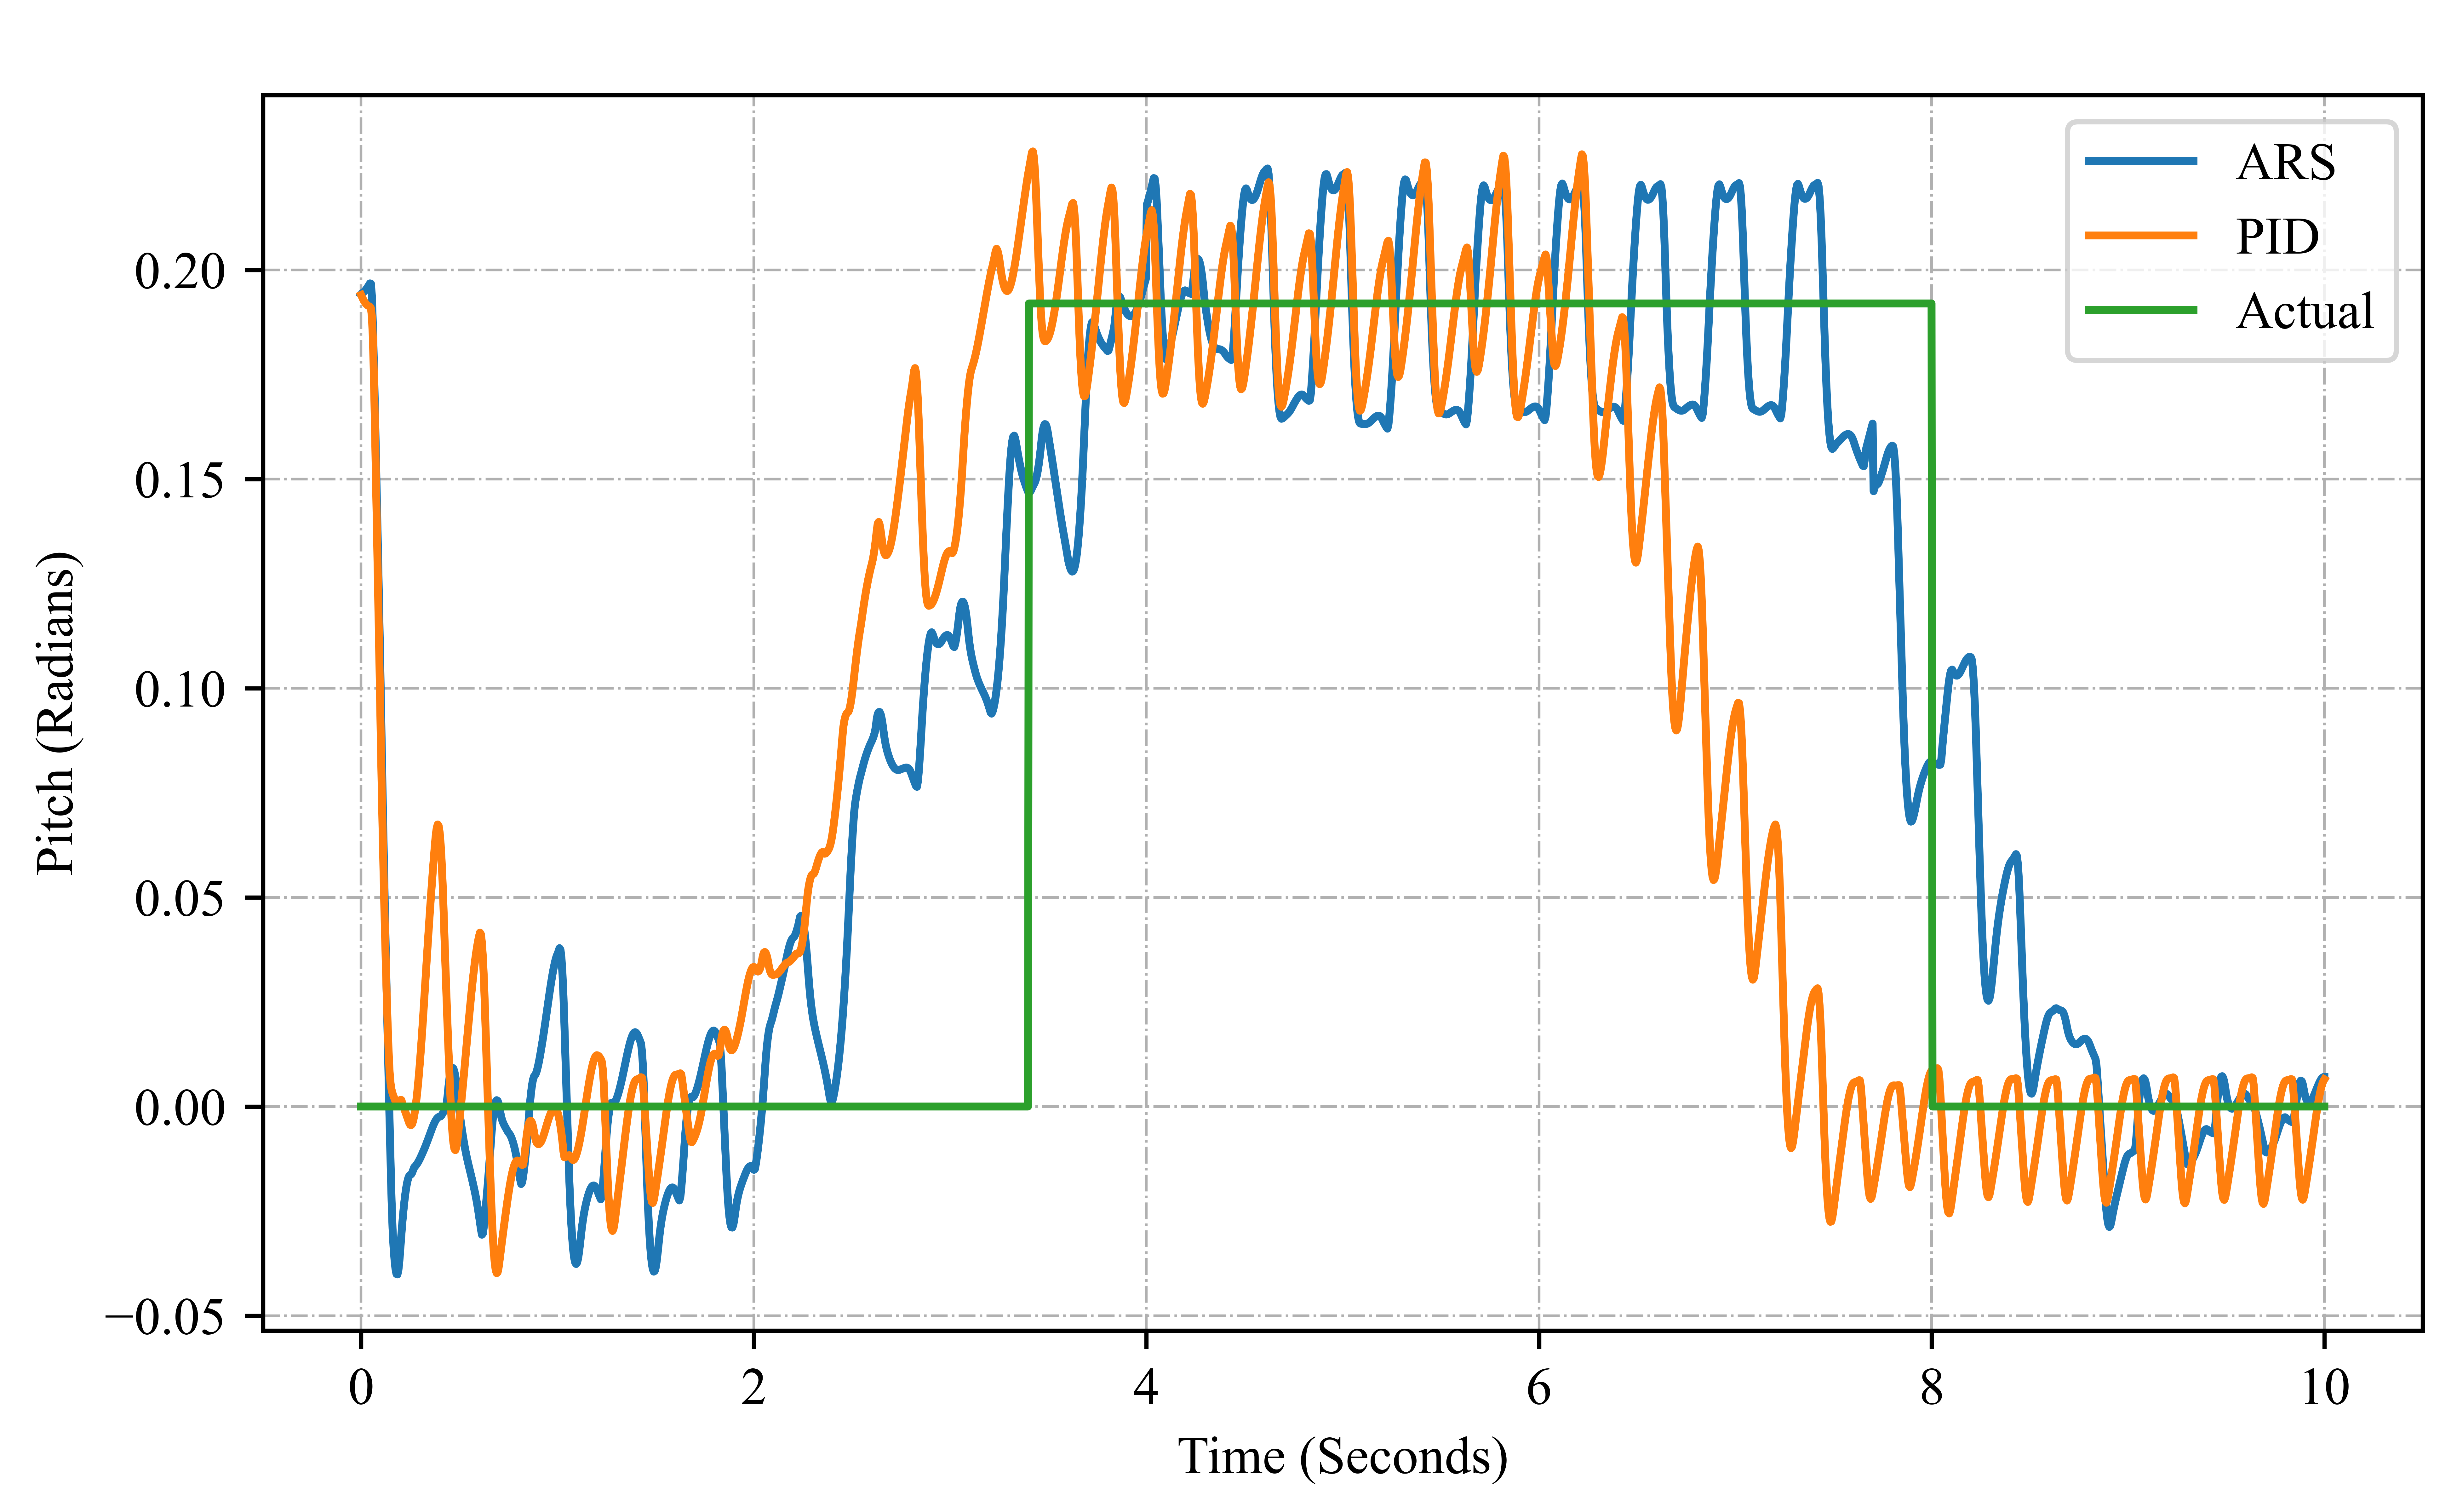 ARS
PID
Actual
0.20
0.15
0.10
0.05
0.00
−0.05
Pitch (Radians)
0 2 4 6 8 10
Time (Seconds)